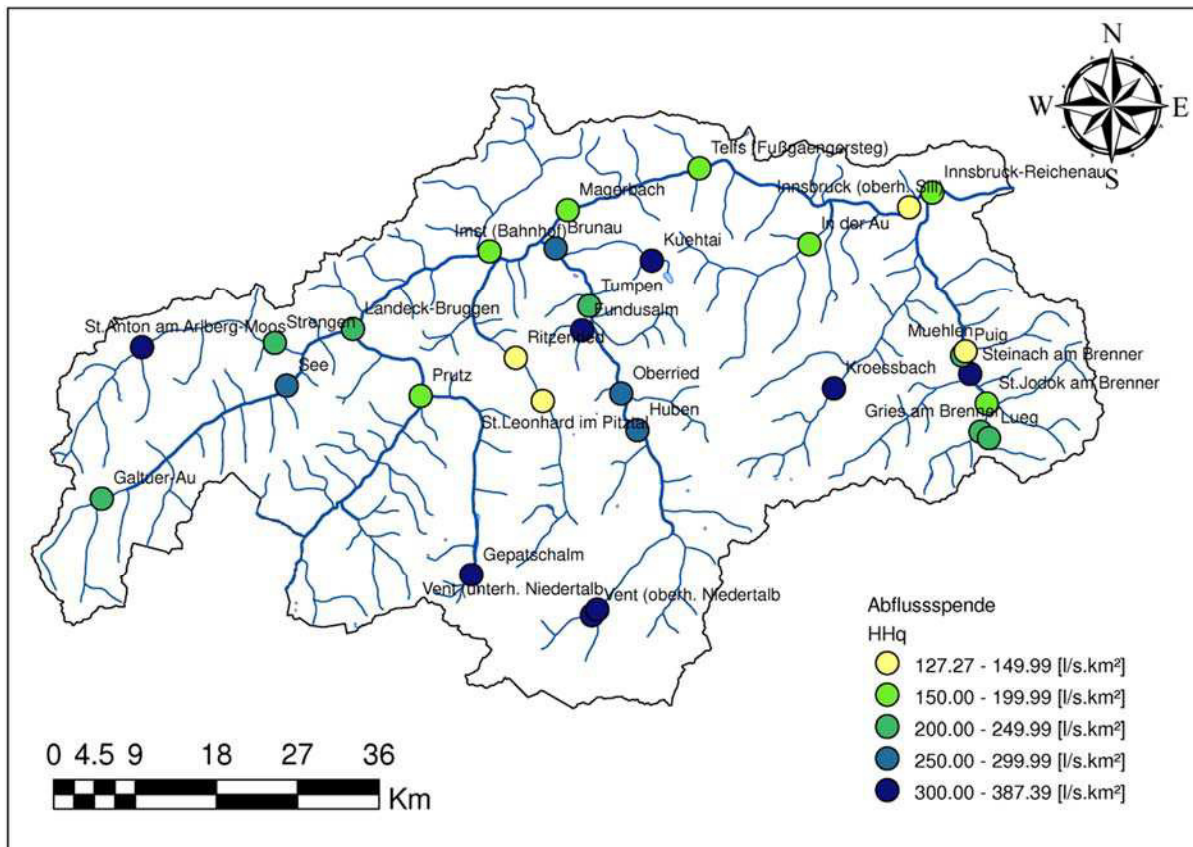 N
W E
S
Telfs (Fußgaengersteg)
Innsbruck-Reichenau
Innsbruck (oberh. Sill)
Magerbach
In der Au
Imst (Bahnhof)
Brunau
Kuehtai
Tumpen
Fundusalm
Landeck-Bruggen
St.Anton am Arlberg-Moos
Strengen
Ritzenried
Muehlen
Puig
Steinach am Brenner
See
Prutz
Oberried
Kroessbach
St.Jodok am Brenner
St.Leonhard im Pitztal
Huben
Gries am Brenner
Lueg
Galtuer-Au
Gepatschalm
Vent (unterh. Niedertalb
Vent (oberh. Niedertalb
Abflussspende
HHq
127.27 - 149.99 [l/s.km²]
150.00 - 199.99 [l/s.km²]
200.00 - 249.99 [l/s.km²]
250.00 - 299.99 [l/s.km²]
300.00 - 387.39 [l/s.km²]
0 4.5 9 18 27 36
Km